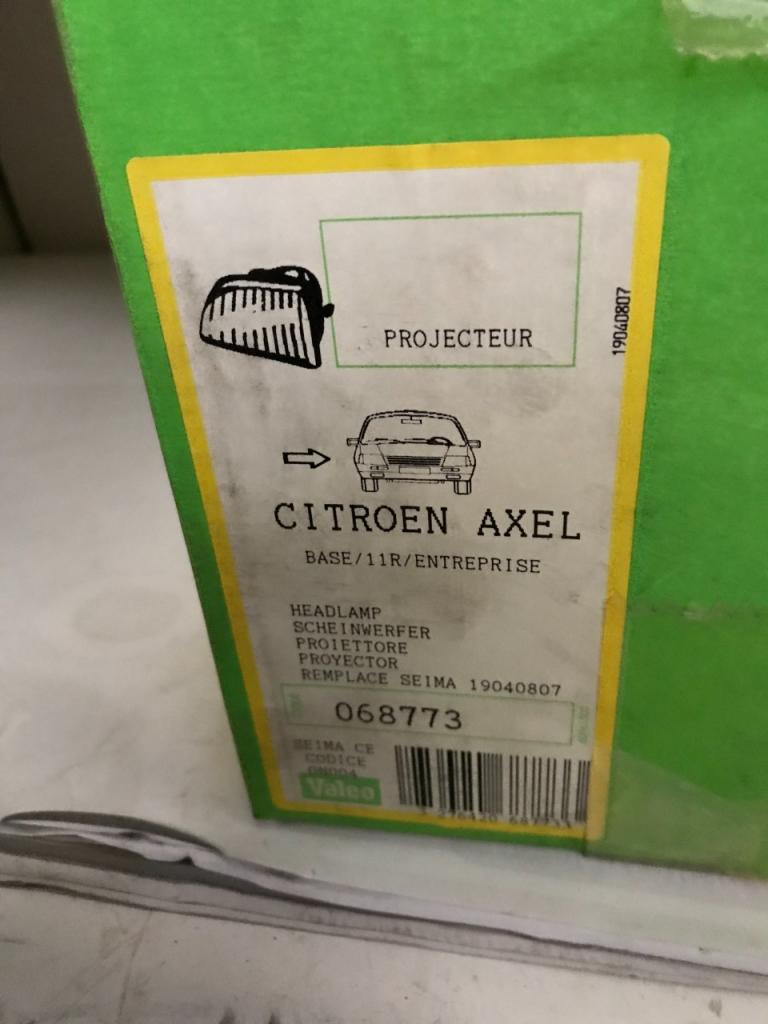 PROJECTEUR
19040807
CITROEN AXEL
BASE/11R/ENTREPRISE
HEADLAMP
SCHEINWERFER
PROIETTORE
PROYECTOR
REMPLACE SEIMA 19040807
068773
SEIMA CE
CODICE
Valeo